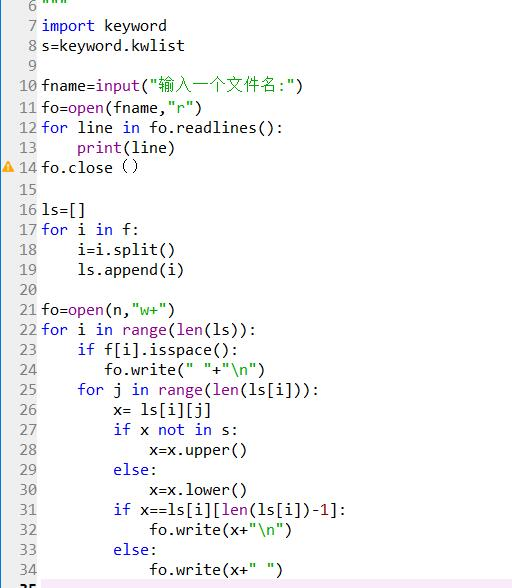 6 """
7 import keyword
8 s=keyword.kwlist
9
10 fname=input("输入一个文件名:")
11 fo=open(fname,"r")
12 for line in fo.readlines():
13     print(line)
14 fo.close（）
15
16 ls=[]
17 for i in f:
18     i=i.split()
19     ls.append(i)
20
21 fo=open(n,"w+")
22 for i in range(len(ls)):
23     if f[i].isspace():
24        fo.write(" "+"\n")
25     for j in range(len(ls[i])):
26         x= ls[i][j]
27         if x not in s:
28             x=x.upper()
29         else:
30             x=x.lower()
31         if x==ls[i][len(ls[i])-1]:
32             fo.write(x+"\n")
33         else:
34             fo.write(x+" ")
35